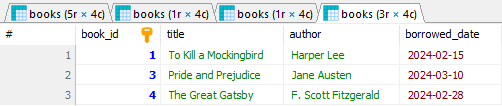 books (5r × 4c) books (1r × 4c) books (1r × 4c) books (3r × 4c)
# book_id title author borrowed_date
1 1 To Kill a Mockingbird Harper Lee 2024-02-15
2 3 Pride and Prejudice Jane Austen 2024-03-10
3 4 The Great Gatsby F. Scott Fitzgerald 2024-02-28